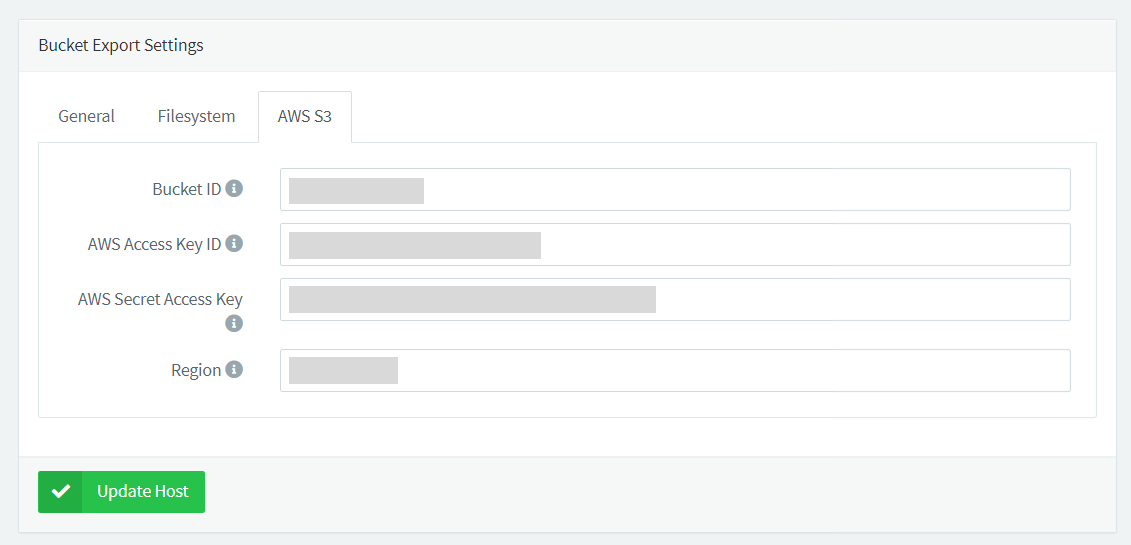 Bucket Export Settings
General Filesystem AWS S3
Bucket ID
AWS Access Key ID
AWS Secret Access Key
Region
Update Host